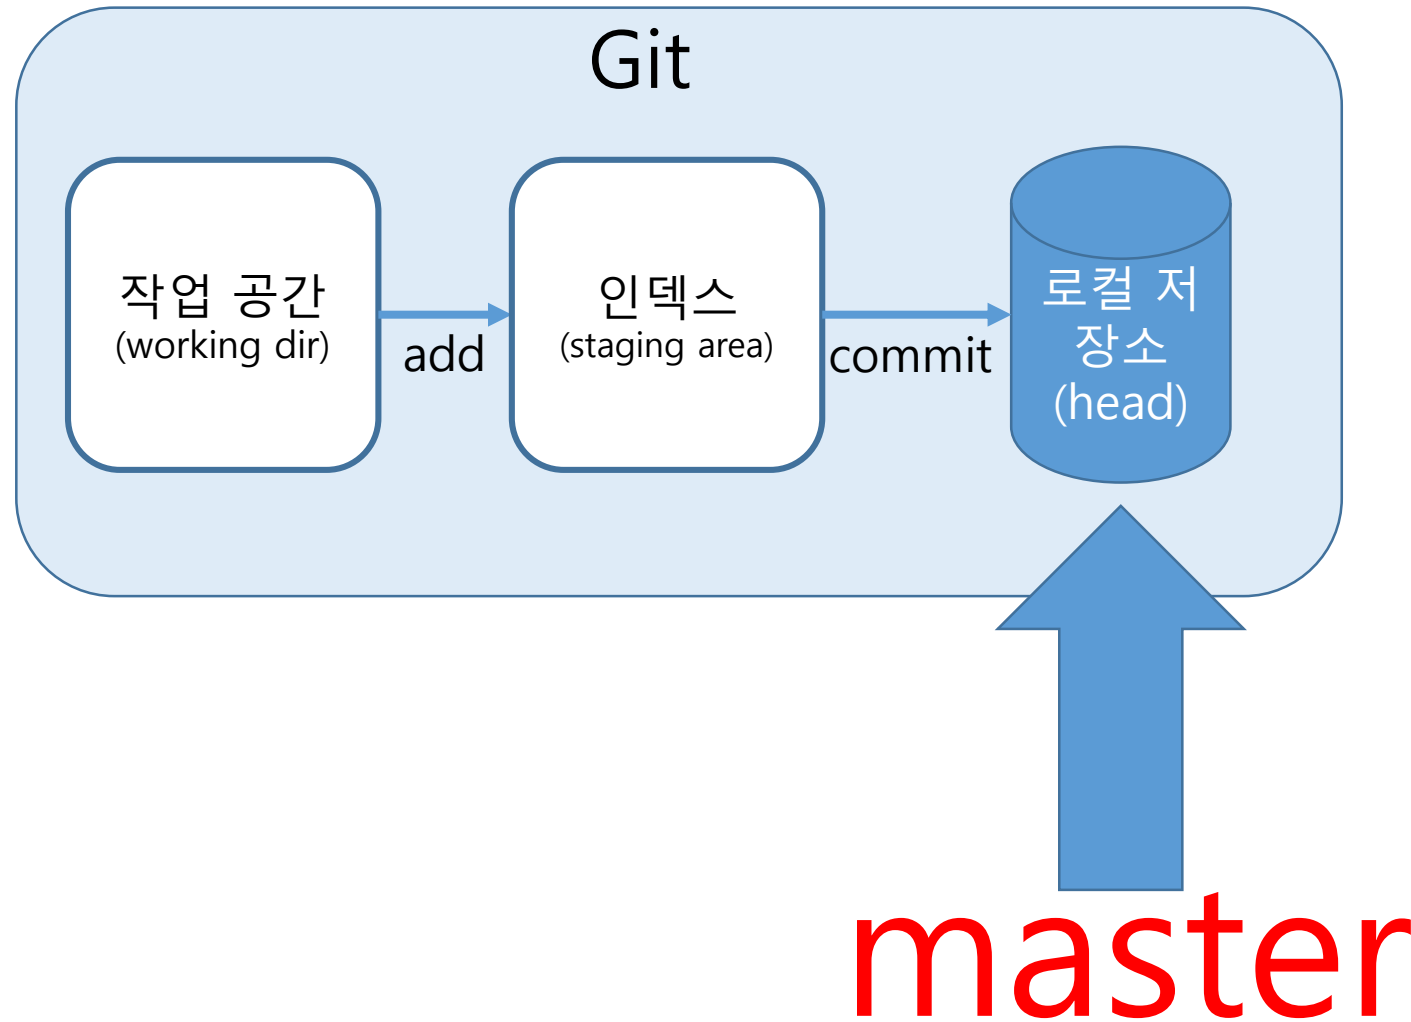 Git
작업 공간
(working dir)
add
인덱스
(staging area)
commit
로컬 저
장소
(head)
master